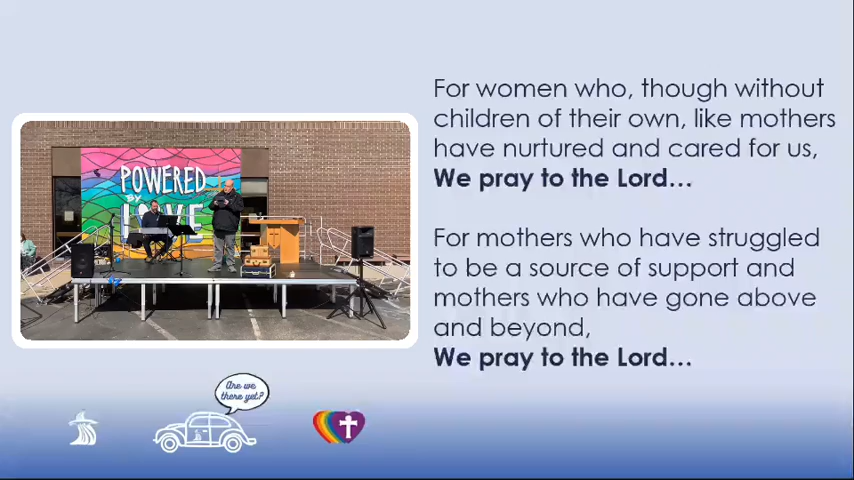 For women who, though without
children of their own, like mothers
have nurtured and cared for us,
We pray to the Lord...
For mothers who have struggled
to be a source of support and
mothers who have gone above
and beyond,
We pray to the Lord...
POWERED
BY
LOVE
Are we
there yet?